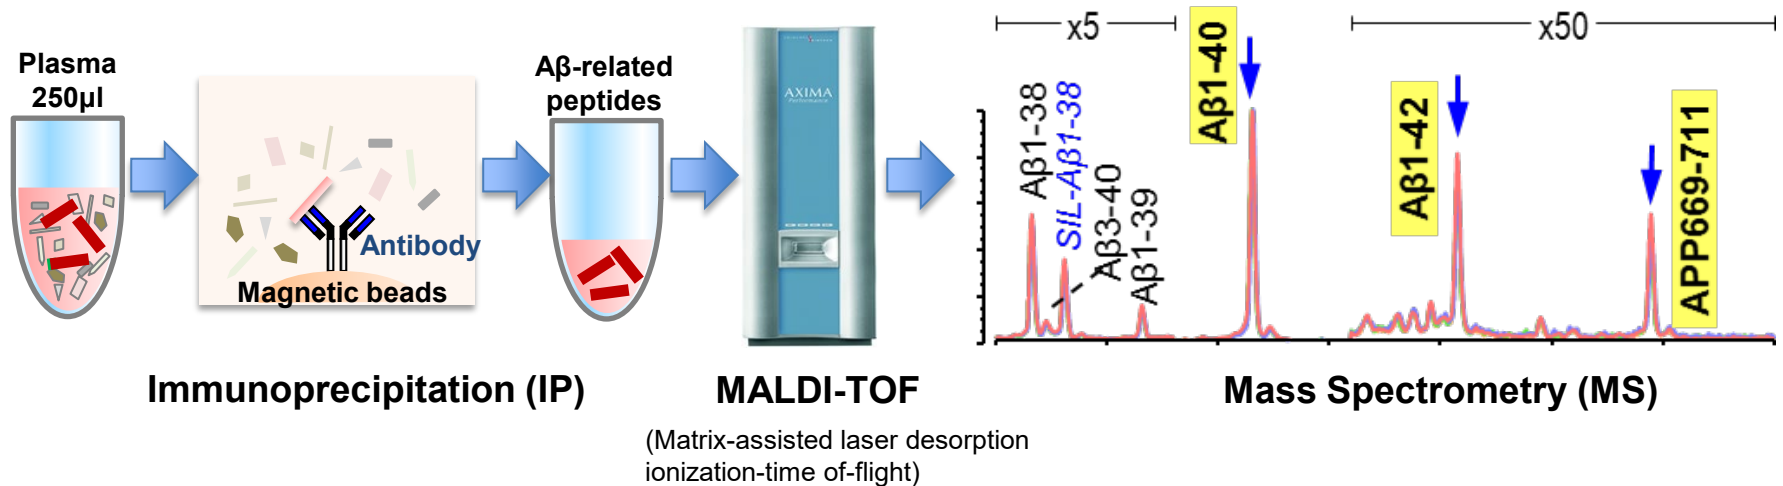 Plasma
250µl
Antibody
Magnetic beads
Immunoprecipitation (IP)
Aβ-related
peptides
AXIMA
Performance
MALDI-TOF
(Matrix-assisted laser desorption
ionization-time of-flight)
x5
x50
Aβ1-38
SIL-Aβ1-38
Aβ3-40
Aβ1-39
Aβ1-40
Aβ1-42
APP669-711
Mass Spectrometry (MS)